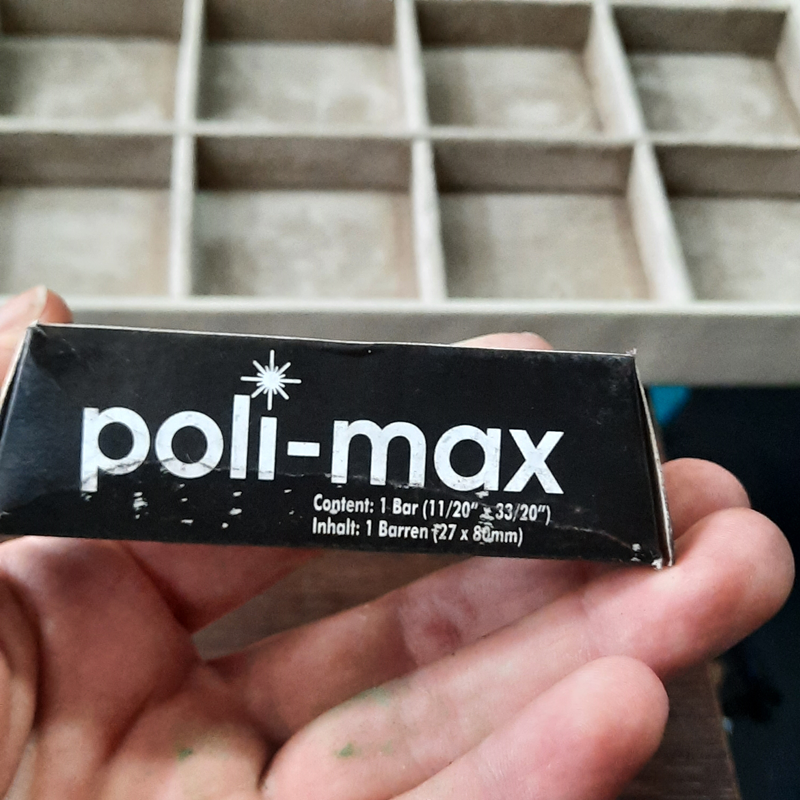 poli-max
Content: 1 Bar (11/20" x 33/20")
Inhalt: 1 Barren (27 x 80mm)